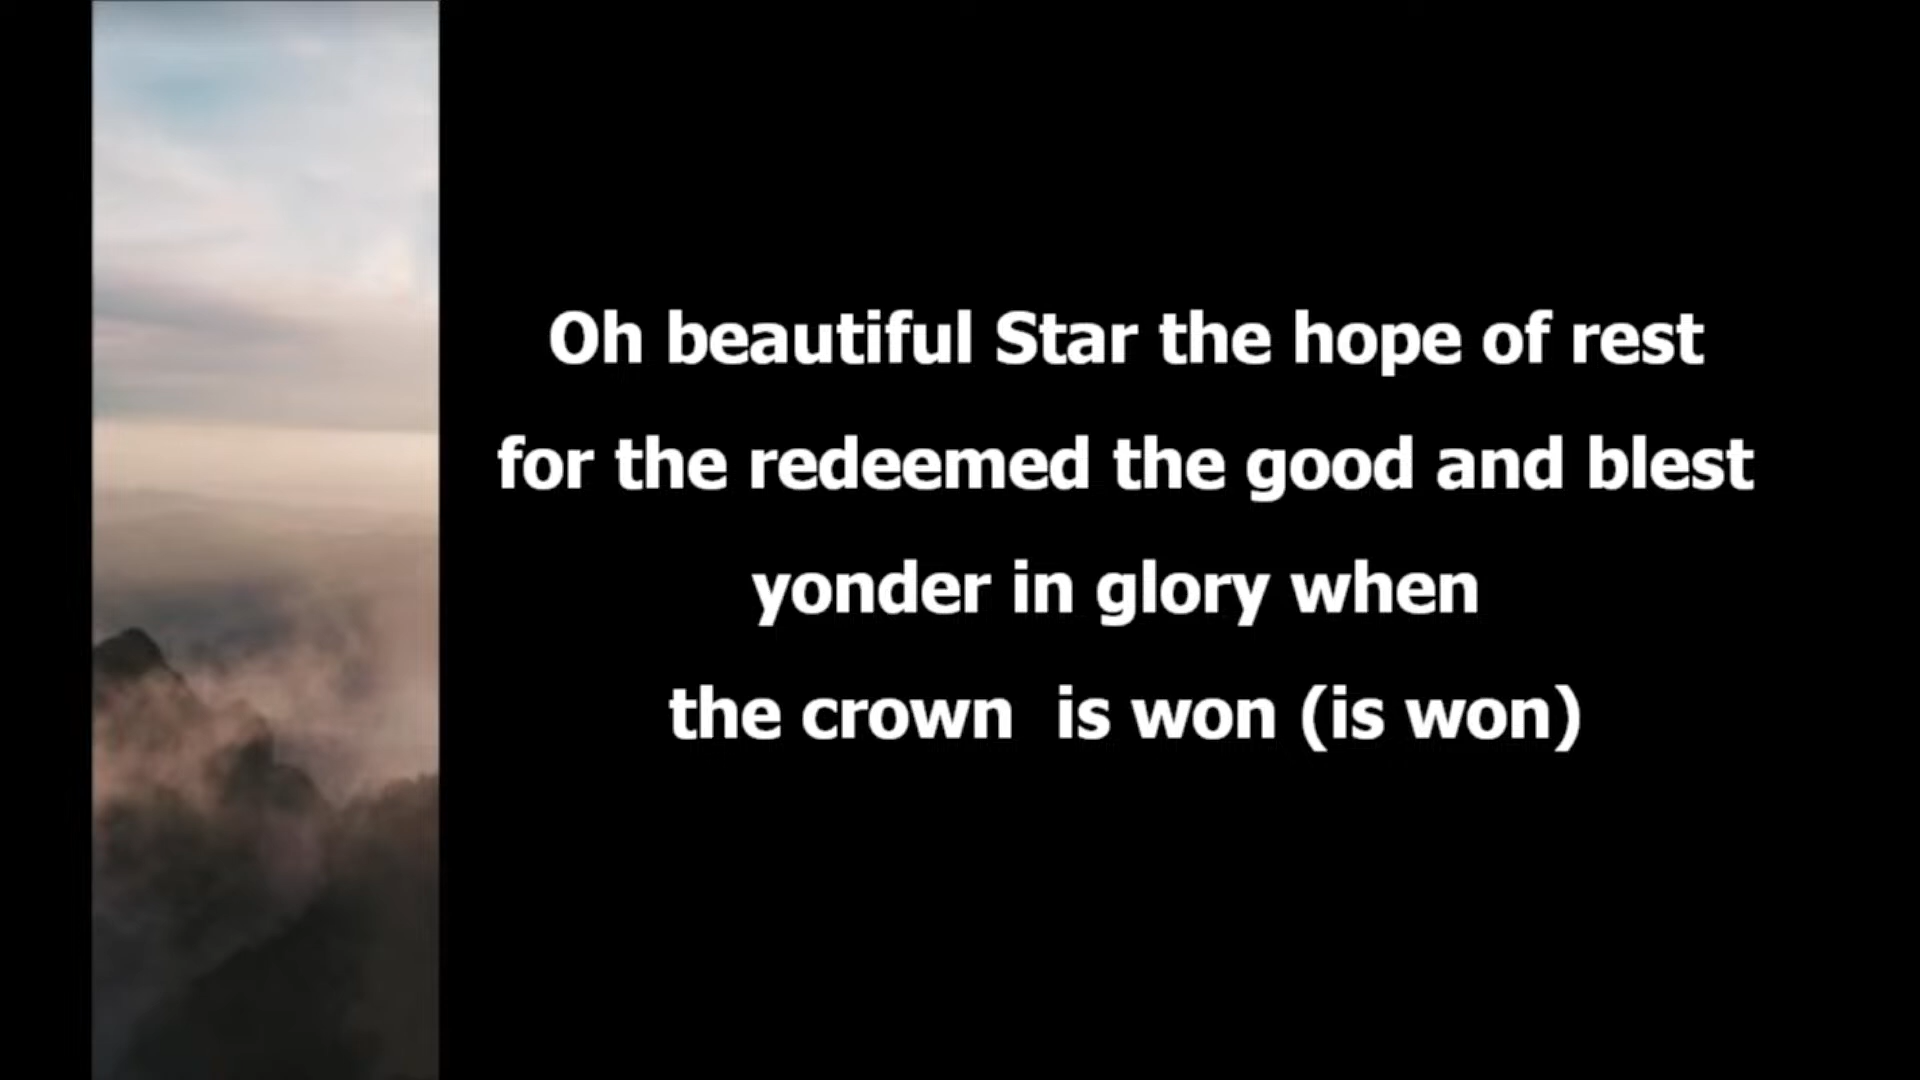 Oh beautiful Star the hope of rest
for the redeemed the good and blest
yonder in glory when
the crown  is won (is won)